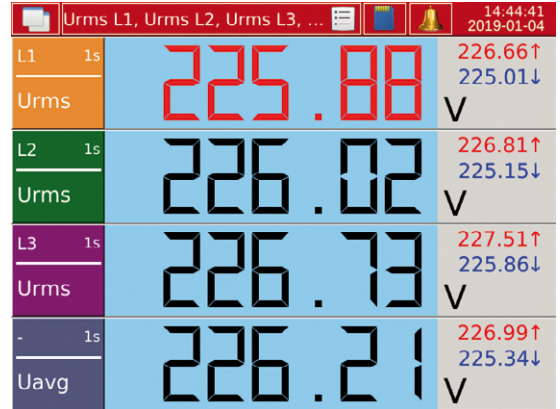 Urms L1, Urms L2, Urms L3, ...
14:44:41
2019-01-04
L1 1s
Urms
225.88
226.66↑
225.01↓
V
L2 1s
Urms
226.02
226.81↑
225.15↓
V
L3 1s
Urms
226.73
227.51↑
225.86↓
V
- 1s
Uavg
226.21
226.99↑
225.34↓
V